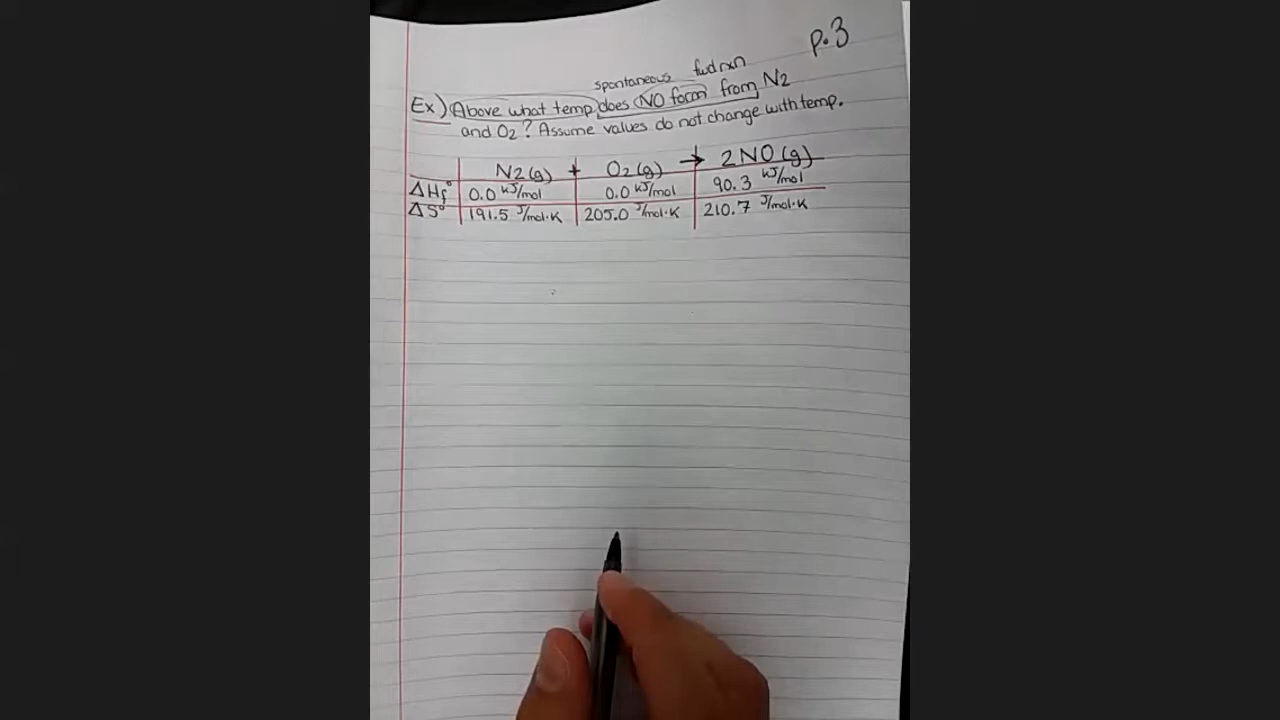 p.3
spontaneous fwd rxn
Ex) Above what temp does NO form from N2
and O2? Assume values do not change with temp.
N2(g) + O2(g) → 2NO(g)
ΔHf° 0.0 kJ/mol 0.0 kJ/mol 90.3 kJ/mol
ΔS° 191.5 J/mol·K 205.0 J/mol·K 210.7 J/mol·K